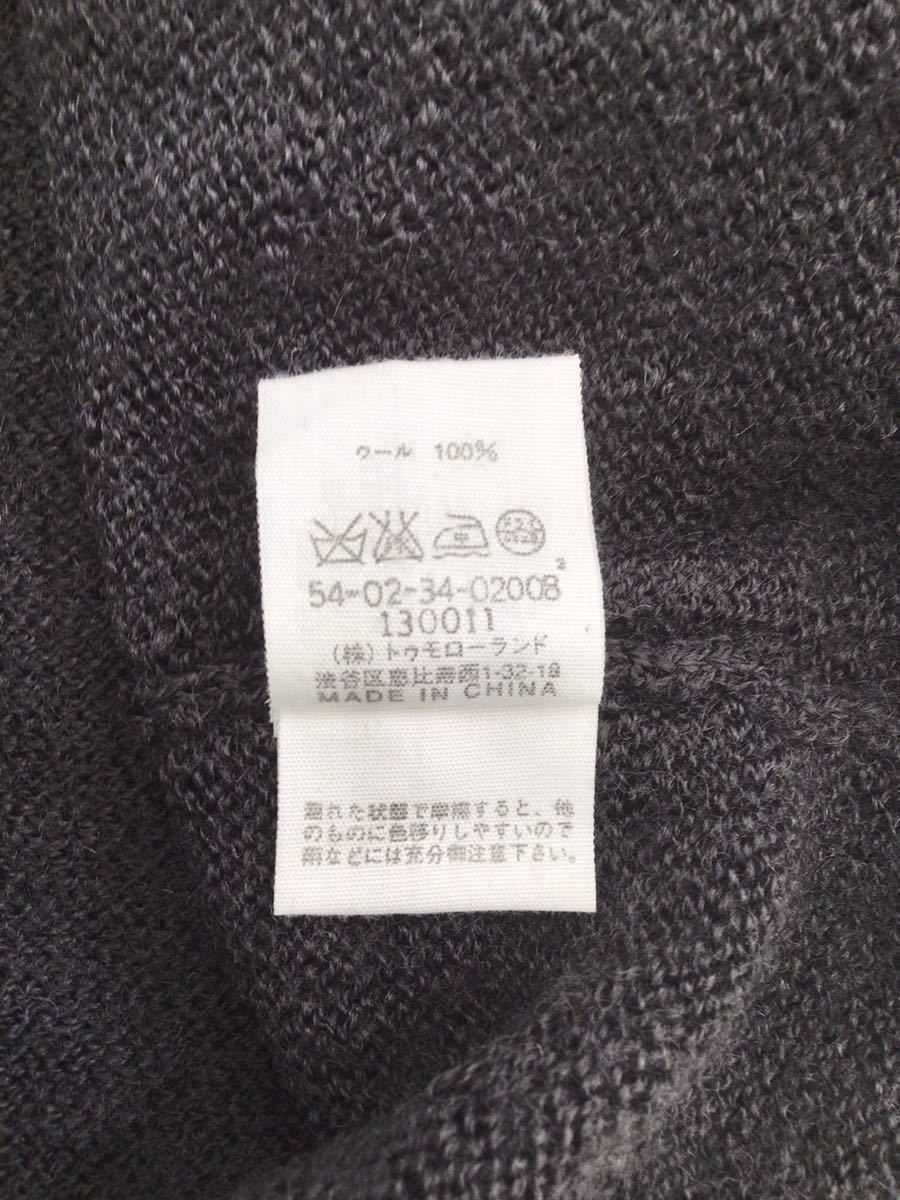 ウール 100%
中
54-02-34-02008
130011
(株)トゥモローランド
渋谷区恵比寿西1-32-18
MADE IN CHINA
濡れた状態で摩擦すると、他
のものに色移りしやすいので
雨などには充分御注意下さい。